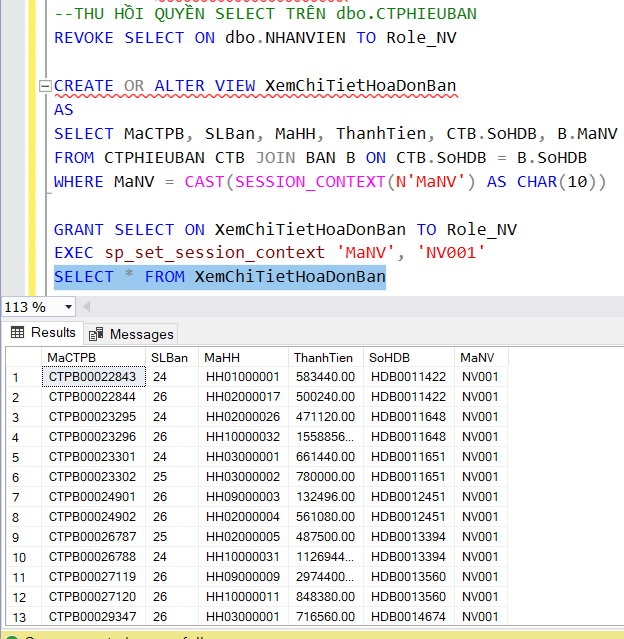 --THU HỒI QUYỀN SELECT TRÊN dbo.CTPHIEUBAN
REVOKE SELECT ON dbo.NHANVIEN TO Role_NV
CREATE OR ALTER VIEW XemChiTietHoaDonBan
AS
SELECT MaCTPB, SLBan, MaHH, ThanhTien, CTB.SoHDB, B.MaNV
FROM CTPHIEUBAN CTB JOIN BAN B ON CTB.SoHDB = B.SoHDB
WHERE MaNV = CAST(SESSION_CONTEXT(N'MaNV') AS CHAR(10))
GRANT SELECT ON XemChiTietHoaDonBan TO Role_NV
EXEC sp_set_session_context 'MaNV', 'NV001'
SELECT * FROM XemChiTietHoaDonBan
113 %
Results Messages
MaCTPB SLBan MaHH ThanhTien SoHDB MaNV
1 CTPB00022843 24 HH01000001 583440.00 HDB0011422 NV001
2 CTPB00022844 26 HH02000017 500240.00 HDB0011422 NV001
3 CTPB00023295 24 HH02000026 471120.00 HDB0011648 NV001
4 CTPB00023296 26 HH10000032 1558856... HDB0011648 NV001
5 CTPB00023301 24 HH03000001 661440.00 HDB0011651 NV001
6 CTPB00023302 25 HH03000002 780000.00 HDB0011651 NV001
7 CTPB00024901 26 HH09000003 132496.00 HDB0012451 NV001
8 CTPB00024902 26 HH02000004 561080.00 HDB0012451 NV001
9 CTPB00026787 25 HH02000005 487500.00 HDB0013394 NV001
10 CTPB00026788 24 HH10000031 1126944... HDB0013394 NV001
11 CTPB00027119 26 HH09000009 2974400... HDB0013560 NV001
12 CTPB00027120 26 HH10000011 848380.00 HDB0013560 NV001
13 CTPB00029347 26 HH03000001 716560.00 HDB0014674 NV001